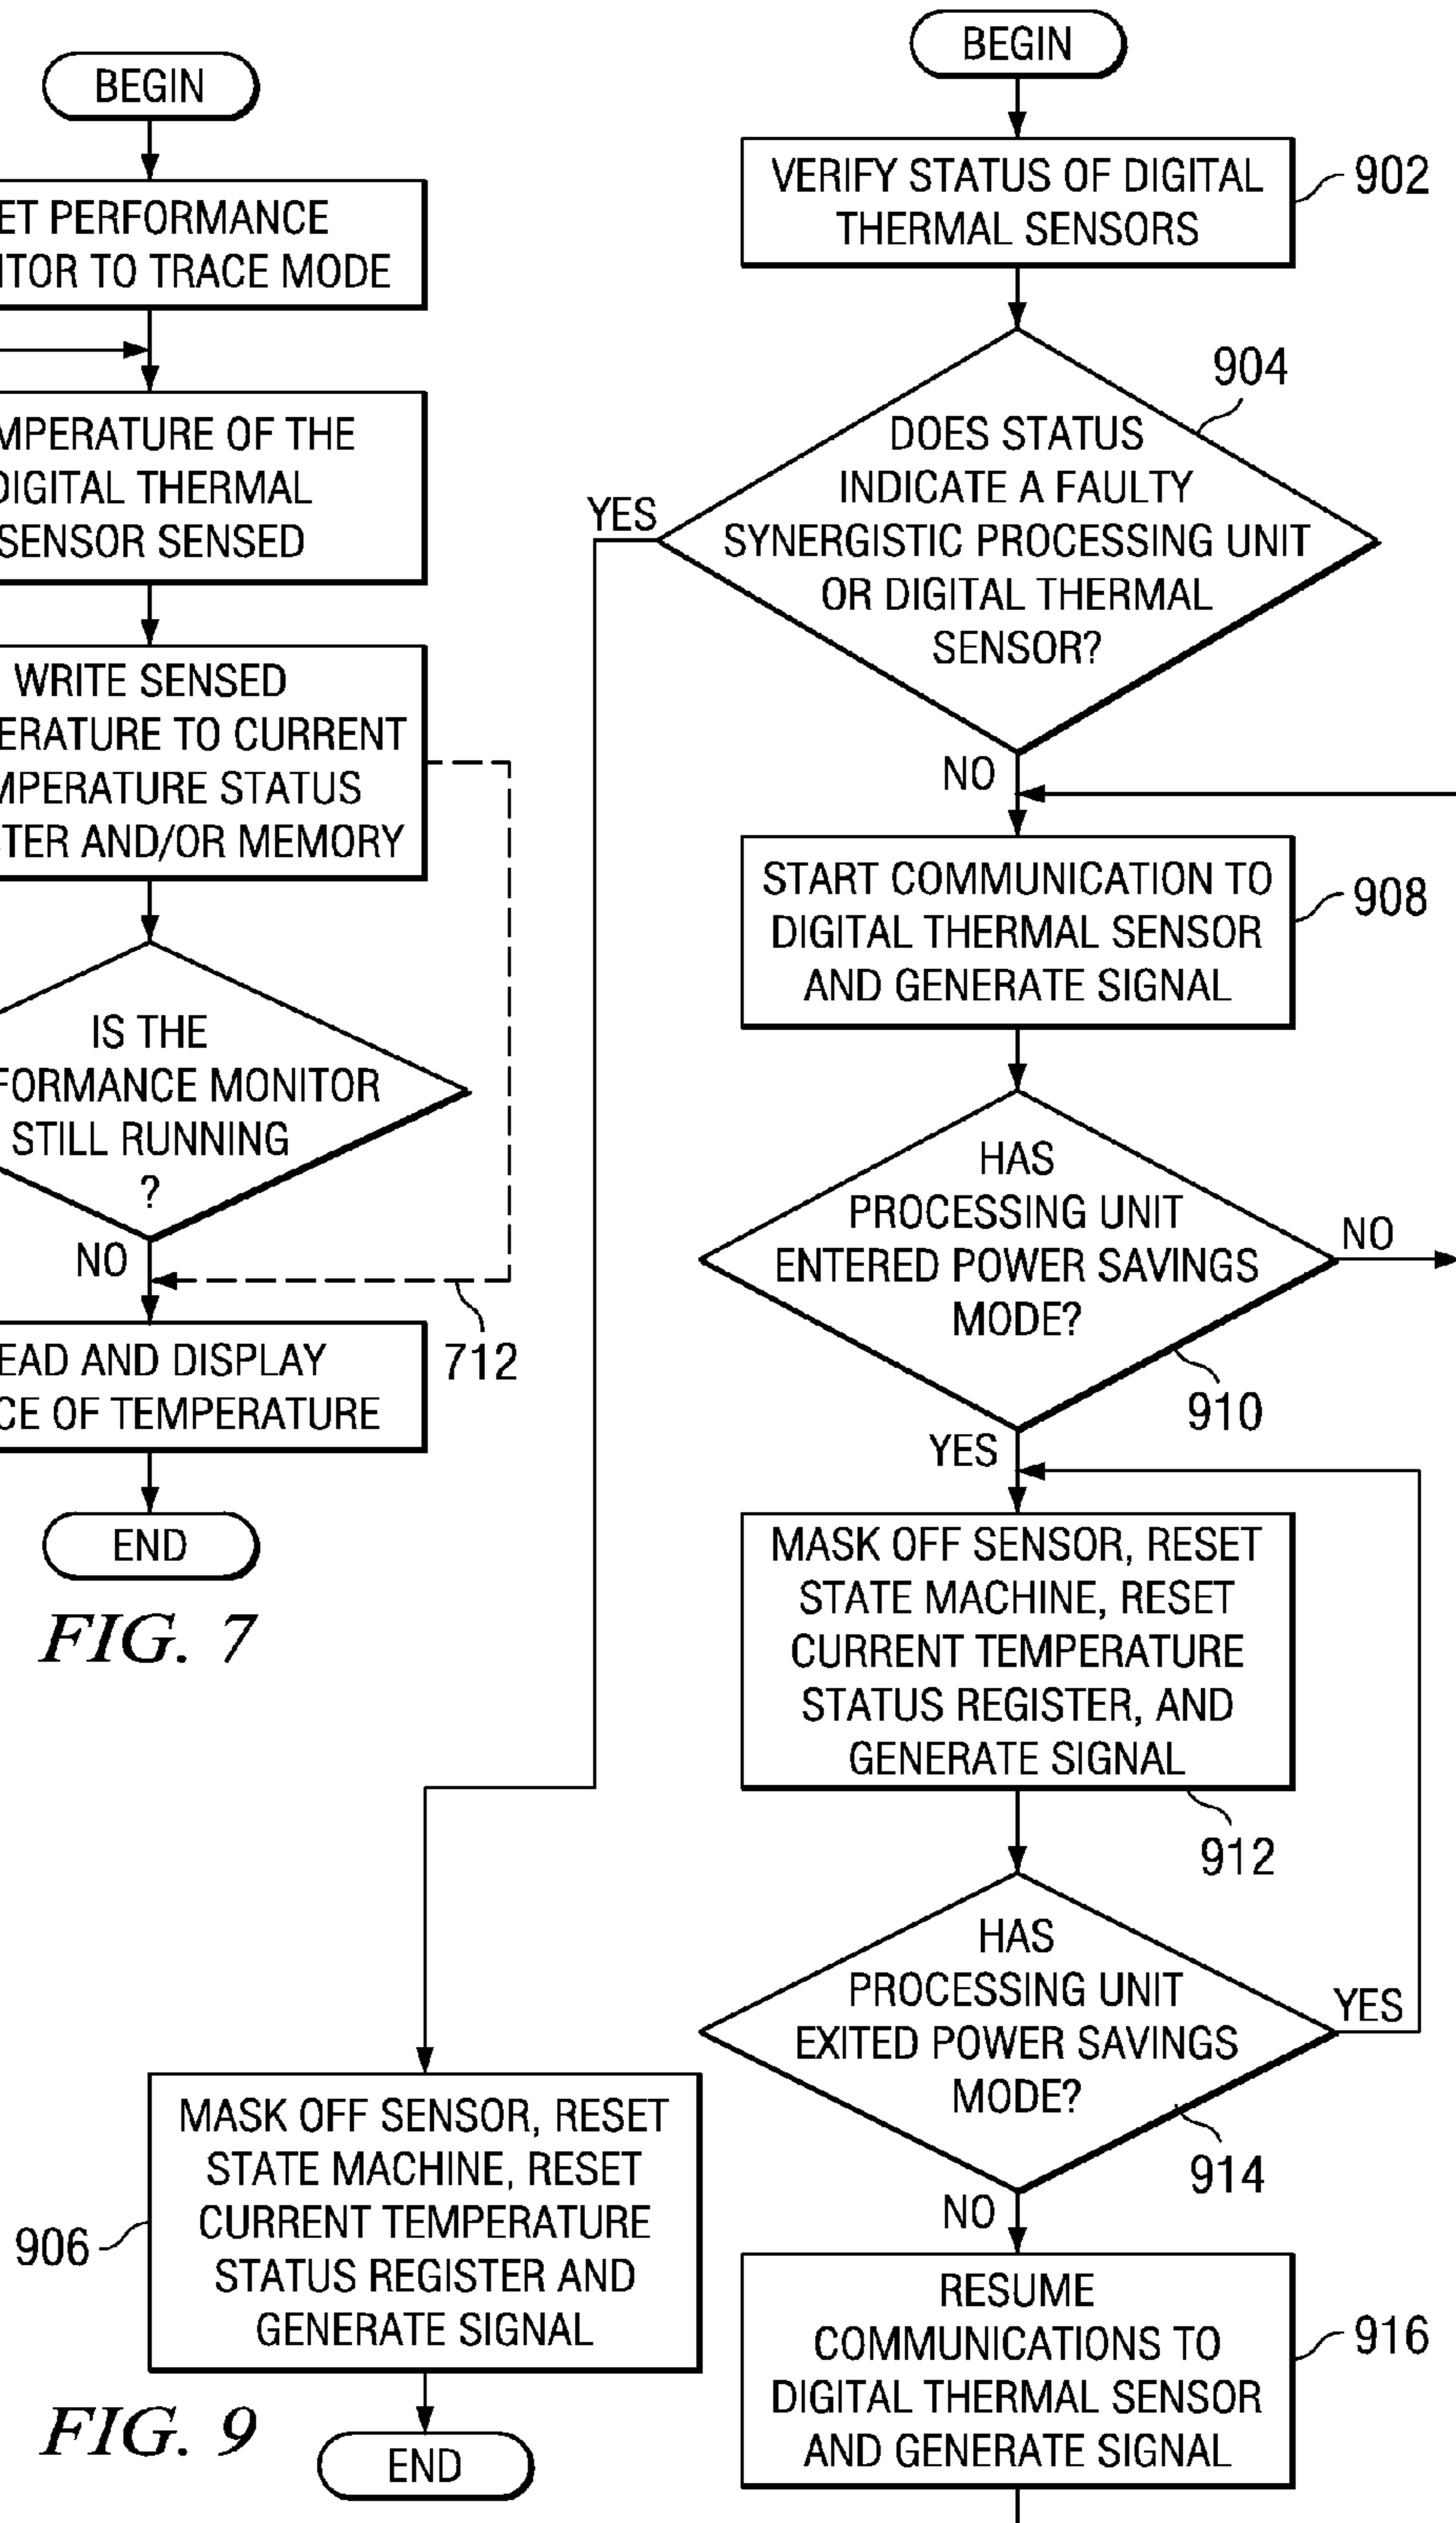 BEGIN
ET PERFORMANCE
ITOR TO TRACE MODE
MPERATURE OF THE
DIGITAL THERMAL
SENSOR SENSED
WRITE SENSED
ERATURE TO CURRENT
MPERATURE STATUS
TER AND/OR MEMORY
IS THE
FORMANCE MONITOR
STILL RUNNING
?
NO
712
EAD AND DISPLAY
CE OF TEMPERATURE
END
FIG. 7
BEGIN
VERIFY STATUS OF DIGITAL
THERMAL SENSORS
902
904
DOES STATUS
INDICATE A FAULTY
SYNERGISTIC PROCESSING UNIT
OR DIGITAL THERMAL
SENSOR?
YES
NO
START COMMUNICATION TO
DIGITAL THERMAL SENSOR
AND GENERATE SIGNAL
908
HAS
PROCESSING UNIT
ENTERED POWER SAVINGS
MODE?
NO
910
YES
MASK OFF SENSOR, RESET
STATE MACHINE, RESET
CURRENT TEMPERATURE
STATUS REGISTER, AND
GENERATE SIGNAL
912
HAS
PROCESSING UNIT
EXITED POWER SAVINGS
MODE?
YES
914
NO
RESUME
COMMUNICATIONS TO
DIGITAL THERMAL SENSOR
AND GENERATE SIGNAL
916
MASK OFF SENSOR, RESET
STATE MACHINE, RESET
CURRENT TEMPERATURE
STATUS REGISTER AND
GENERATE SIGNAL
906
END
FIG. 9